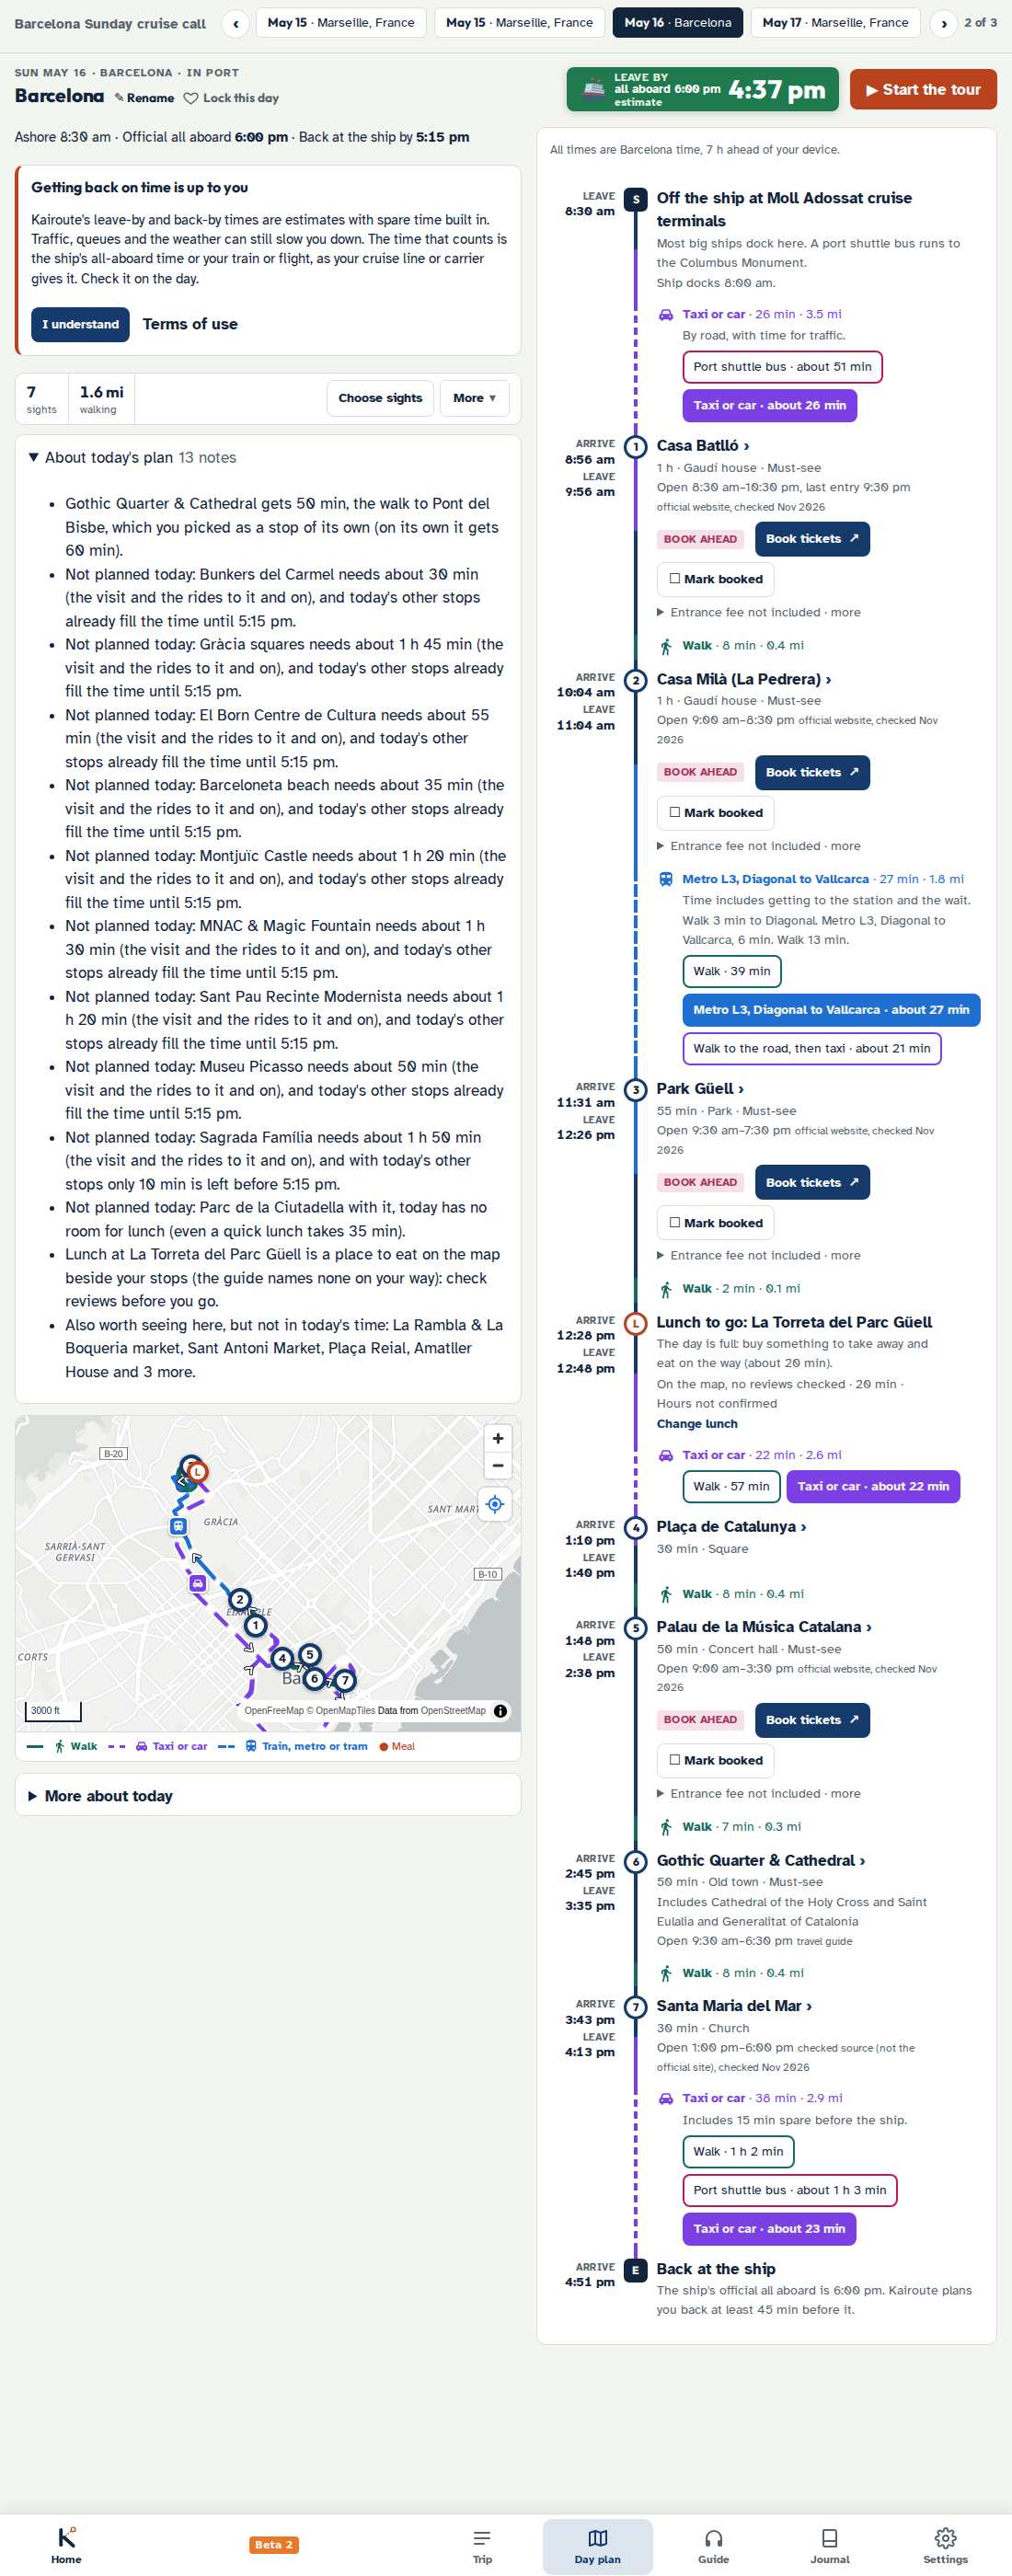 Barcelona Sunday cruise call
‹
May 15 · Marseille, France
May 15 · Marseille, France
May 16 · Barcelona
May 17 · Marseille, France
›
2 of 3
SUN MAY 16 · BARCELONA · IN PORT
Barcelona ✎ Rename Lock this day
LEAVE BY
all aboard 6:00 pm
estimate
4:37 pm
▶ Start the tour
Ashore 8:30 am · Official all aboard 6:00 pm · Back at the ship by 5:15 pm
Getting back on time is up to you
Kairoute's leave-by and back-by times are estimates with spare time built in.
Traffic, queues and the weather can still slow you down. The time that counts is
the ship's all-aboard time or your train or flight, as your cruise line or carrier
gives it. Check it on the day.
I understand
Terms of use
7
sights
1.6 mi
walking
Choose sights
More ▼
▼ About today's plan 13 notes
• Gothic Quarter & Cathedral gets 50 min, the walk to Pont del
Bisbe, which you picked as a stop of its own (on its own it gets
60 min).
• Not planned today: Bunkers del Carmel needs about 30 min
(the visit and the rides to it and on), and today's other stops
already fill the time until 5:15 pm.
• Not planned today: Gràcia squares needs about 1 h 45 min (the
visit and the rides to it and on), and today's other stops already
fill the time until 5:15 pm.
• Not planned today: El Born Centre de Cultura needs about 55
min (the visit and the rides to it and on), and today's other
stops already fill the time until 5:15 pm.
• Not planned today: Barceloneta beach needs about 35 min (the
visit and the rides to it and on), and today's other stops already
fill the time until 5:15 pm.
• Not planned today: Montjuïc Castle needs about 1 h 20 min (the
visit and the rides to it and on), and today's other stops already
fill the time until 5:15 pm.
• Not planned today: MNAC & Magic Fountain needs about 1 h
30 min (the visit and the rides to it and on), and today's other
stops already fill the time until 5:15 pm.
• Not planned today: Sant Pau Recinte Modernista needs about 1
h 20 min (the visit and the rides to it and on), and today's other
stops already fill the time until 5:15 pm.
• Not planned today: Museu Picasso needs about 50 min (the
visit and the rides to it and on), and today's other stops already
fill the time until 5:15 pm.
• Not planned today: Sagrada Família needs about 1 h 50 min
(the visit and the rides to it and on), and with today's other
stops only 10 min is left before 5:15 pm.
• Not planned today: Parc de la Ciutadella with it, today has no
room for lunch (even a quick lunch takes 35 min).
• Lunch at La Torreta del Parc Güell is a place to eat on the map
beside your stops (the guide names none on your way): check
reviews before you go.
• Also worth seeing here, but not in today's time: La Rambla & La
Boqueria market, Sant Antoni Market, Plaça Reial, Amatller
House and 3 more.
B-20
L
GRÀCIA
SARRIÀ-SANT
GERVASI
SANT MART
B-10
2
1
CORTS
4
5
6
7
Ba
3000 ft
OpenFreeMap © OpenMapTiles Data from OpenStreetMap
+
−
Walk Taxi or car Train, metro or tram Meal
▶ More about today
All times are Barcelona time, 7 h ahead of your device.
LEAVE
8:30 am
S
Off the ship at Moll Adossat cruise
terminals
Most big ships dock here. A port shuttle bus runs to
the Columbus Monument.
Ship docks 8:00 am.
Taxi or car · 26 min · 3.5 mi
By road, with time for traffic.
Port shuttle bus · about 51 min
Taxi or car · about 26 min
ARRIVE
8:56 am
LEAVE
9:56 am
1
Casa Batlló ›
1 h · Gaudí house · Must-see
Open 8:30 am–10:30 pm, last entry 9:30 pm
official website, checked Nov 2026
BOOK AHEAD
Book tickets ↗
Mark booked
▶ Entrance fee not included · more
Walk · 8 min · 0.4 mi
ARRIVE
10:04 am
LEAVE
11:04 am
2
Casa Milà (La Pedrera) ›
1 h · Gaudí house · Must-see
Open 9:00 am–8:30 pm official website, checked Nov
2026
BOOK AHEAD
Book tickets ↗
Mark booked
▶ Entrance fee not included · more
Metro L3, Diagonal to Vallcarca · 27 min · 1.8 mi
Time includes getting to the station and the wait.
Walk 3 min to Diagonal. Metro L3, Diagonal to
Vallcarca, 6 min. Walk 13 min.
Walk · 39 min
Metro L3, Diagonal to Vallcarca · about 27 min
Walk to the road, then taxi · about 21 min
ARRIVE
11:31 am
LEAVE
12:26 pm
3
Park Güell ›
55 min · Park · Must-see
Open 9:30 am–7:30 pm official website, checked Nov
2026
BOOK AHEAD
Book tickets ↗
Mark booked
▶ Entrance fee not included · more
Walk · 2 min · 0.1 mi
ARRIVE
12:28 pm
LEAVE
12:48 pm
L
Lunch to go: La Torreta del Parc Güell
The day is full: buy something to take away and
eat on the way (about 20 min).
On the map, no reviews checked · 20 min ·
Hours not confirmed
Change lunch
Taxi or car · 22 min · 2.6 mi
Walk · 57 min
Taxi or car · about 22 min
ARRIVE
1:10 pm
LEAVE
1:40 pm
4
Plaça de Catalunya ›
30 min · Square
Walk · 8 min · 0.4 mi
ARRIVE
1:48 pm
LEAVE
2:38 pm
5
Palau de la Música Catalana ›
50 min · Concert hall · Must-see
Open 9:00 am–3:30 pm official website, checked Nov
2026
BOOK AHEAD
Book tickets ↗
Mark booked
▶ Entrance fee not included · more
Walk · 7 min · 0.3 mi
ARRIVE
2:45 pm
LEAVE
3:35 pm
6
Gothic Quarter & Cathedral ›
50 min · Old town · Must-see
Includes Cathedral of the Holy Cross and Saint
Eulalia and Generalitat of Catalonia
Open 9:30 am–6:30 pm travel guide
Walk · 8 min · 0.4 mi
ARRIVE
3:43 pm
LEAVE
4:13 pm
7
Santa Maria del Mar ›
30 min · Church
Open 1:00 pm–6:00 pm checked source (not the
official site), checked Nov 2026
Taxi or car · 38 min · 2.9 mi
Includes 15 min spare before the ship.
Walk · 1 h 2 min
Port shuttle bus · about 1 h 3 min
Taxi or car · about 23 min
ARRIVE
4:51 pm
E
Back at the ship
The ship's official all aboard is 6:00 pm. Kairoute plans
you back at least 45 min before it.
Home
Beta 2
Trip
Day plan
Guide
Journal
Settings